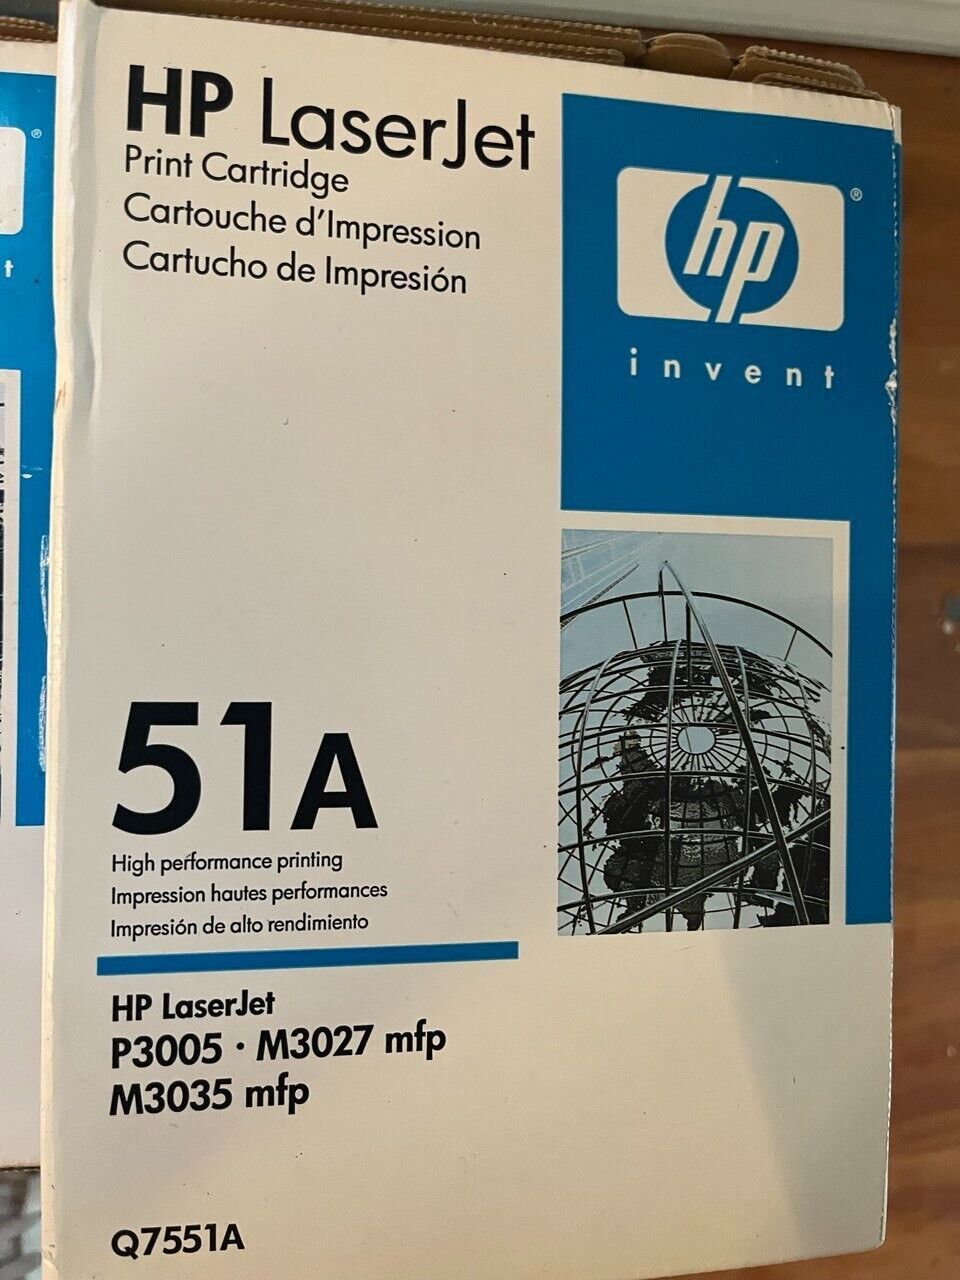 HP LaserJet
Print Cartridge
Cartouche d'Impression
Cartucho de Impresión
hp
®
invent
®
t
51A
High performance printing
Impression hautes performances
Impresión de alto rendimiento
HP LaserJet
P3005 · M3027 mfp
M3035 mfp
Q7551A